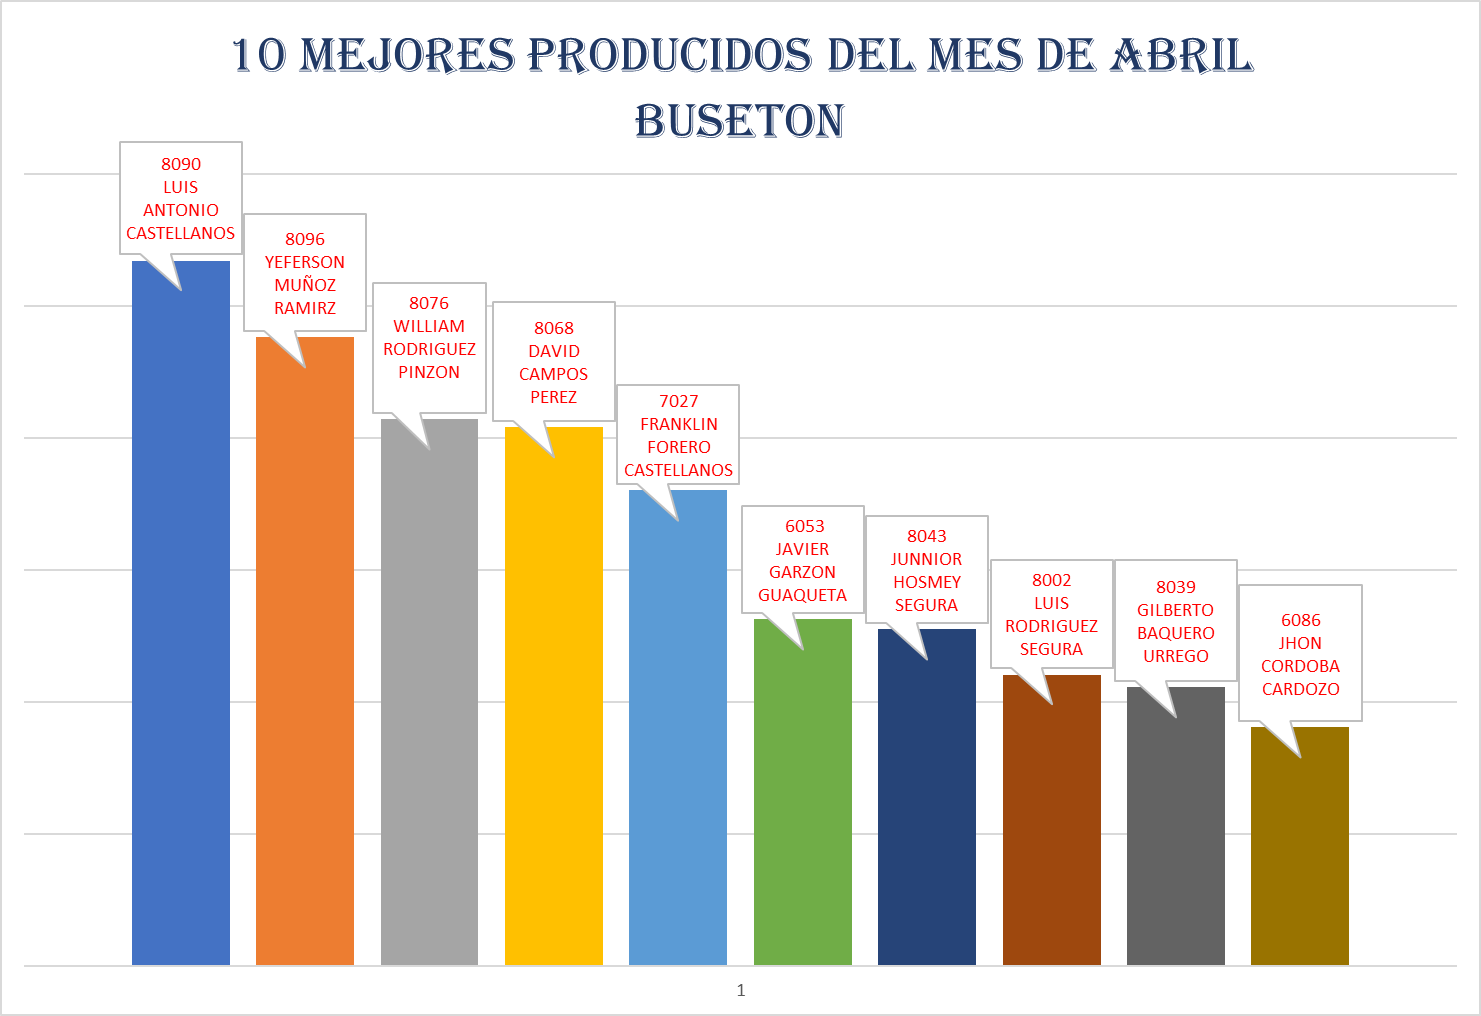 10 MEJORES PRODUCIDOS DEL MES DE ABRIL
BUSETON
8090
LUIS
ANTONIO
CASTELLANOS
8096
YEFERSON
MUÑOZ
RAMIRZ
8076
WILLIAM
RODRIGUEZ
PINZON
8068
DAVID
CAMPOS
PEREZ
7027
FRANKLIN
FORERO
CASTELLANOS
6053
JAVIER
GARZON
GUAQUETA
8043
JUNNIOR
HOSMEY
SEGURA
8002
LUIS
RODRIGUEZ
SEGURA
8039
GILBERTO
BAQUERO
URREGO
6086
JHON
CORDOBA
CARDOZO
1